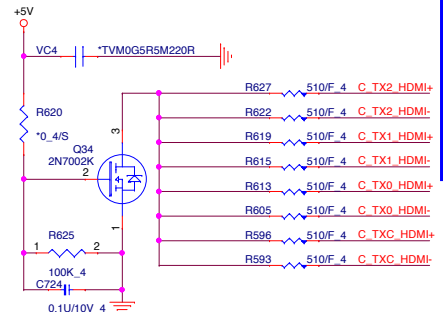 +5V
VC4 *TVM0G5R5M220R
R620
*0_4/S
Q34
2N7002K
3
2
1
R625
1 2
100K_4
C724
0.1U/10V_4
R627 510/F_4 C_TX2_HDMI+
R622 510/F_4 C_TX2_HDMI-
R619 510/F_4 C_TX1_HDMI+
R615 510/F_4 C_TX1_HDMI-
R613 510/F_4 C_TX0_HDMI+
R605 510/F_4 C_TX0_HDMI-
R596 510/F_4 C_TXC_HDMI+
R593 510/F_4 C_TXC_HDMI-